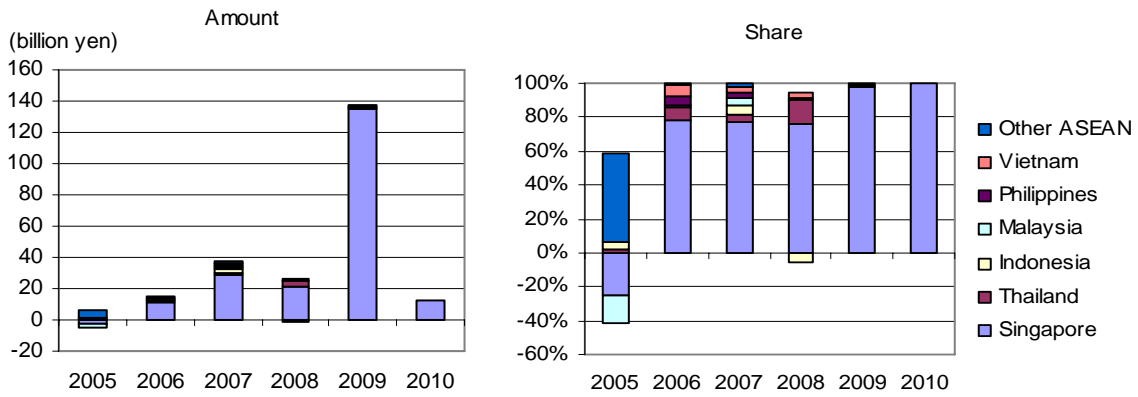 Amount
(billion yen)
160
140
120
100
80
60
40
20
0
-20
2005 2006 2007 2008 2009 2010
Share
100%
80%
60%
40%
20%
0%
-20%
-40%
-60%
2005 2006 2007 2008 2009 2010
Other ASEAN
Vietnam
Philippines
Malaysia
Indonesia
Thailand
Singapore